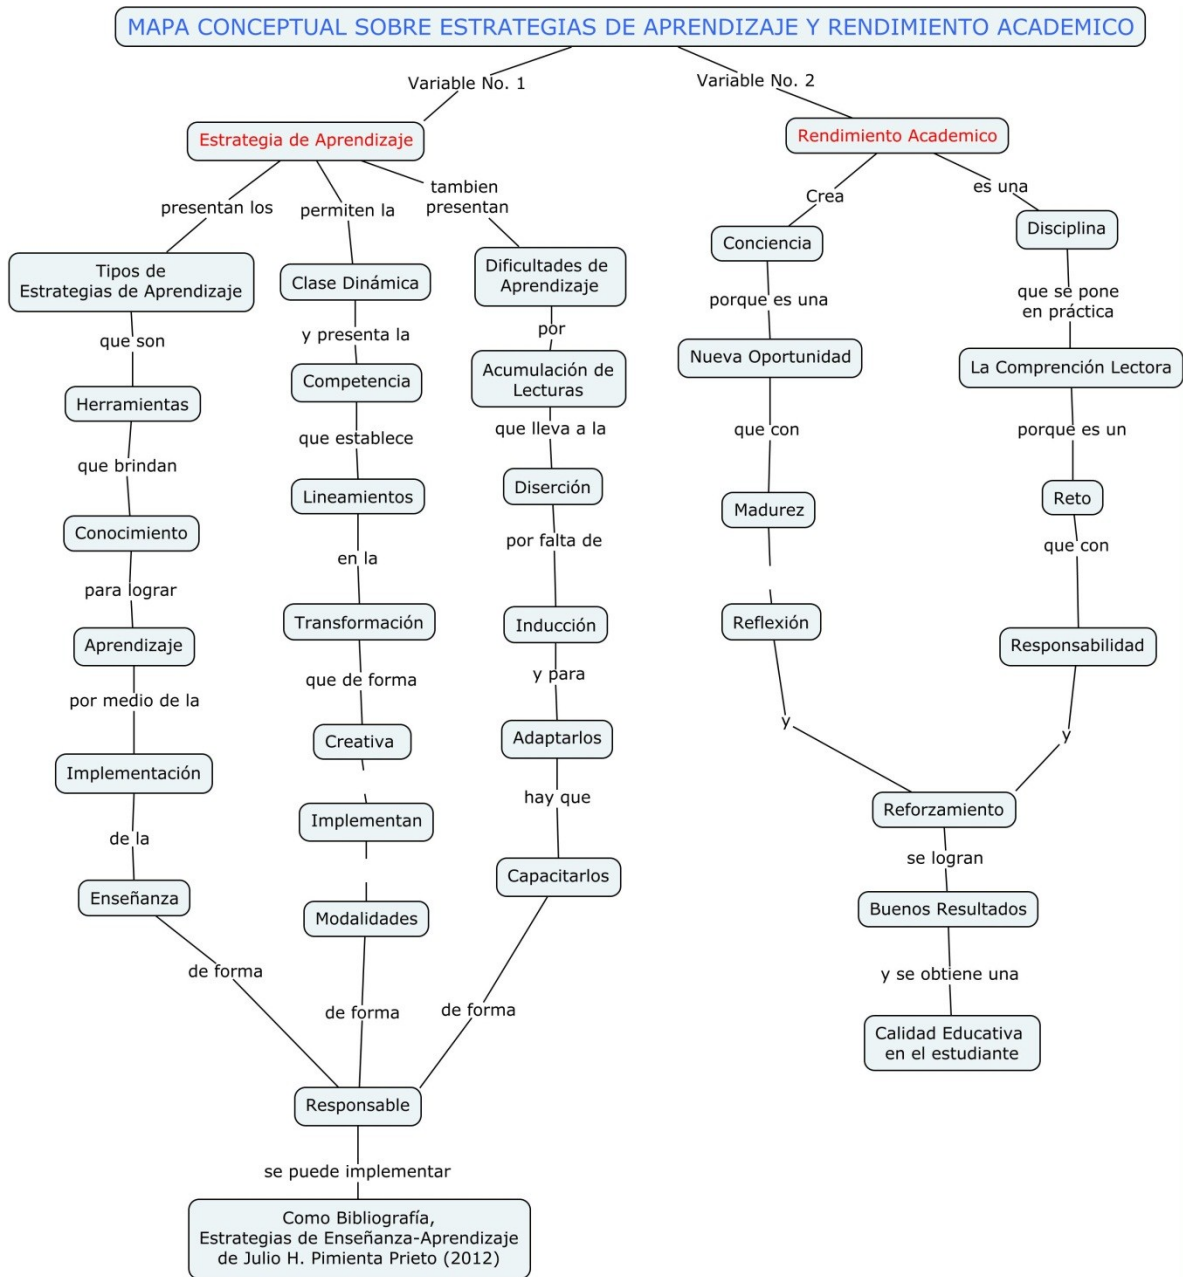 MAPA CONCEPTUAL SOBRE ESTRATEGIAS DE APRENDIZAJE Y RENDIMIENTO ACADEMICO
Variable No. 1
Variable No. 2
Estrategia de Aprendizaje
presentan los
Tipos de
Estrategias de Aprendizaje
que son
Herramientas
que brindan
Conocimiento
para lograr
Aprendizaje
por medio de la
Implementación
de la
Enseñanza
de forma
permiten la
Clase Dinámica
y presenta la
Competencia
que establece
Lineamientos
en la
Transformación
que de forma
Creativa
Implementan
Modalidades
de forma
tambien
presentan
Dificultades de
Aprendizaje
por
Acumulación de
Lecturas
que lleva a la
Diserción
por falta de
Inducción
y para
Adaptarlos
hay que
Capacitarlos
de forma
Responsable
se puede implementar
Como Bibliografía,
Estrategias de Enseñanza-Aprendizaje
de Julio H. Pimienta Prieto (2012)
Rendimiento Academico
Crea
Conciencia
porque es una
Nueva Oportunidad
que con
Madurez
Reflexión
y
es una
Disciplina
que se pone
en práctica
La Comprención Lectora
porque es un
Reto
que con
Responsabilidad
y
Reforzamiento
se logran
Buenos Resultados
y se obtiene una
Calidad Educativa
en el estudiante